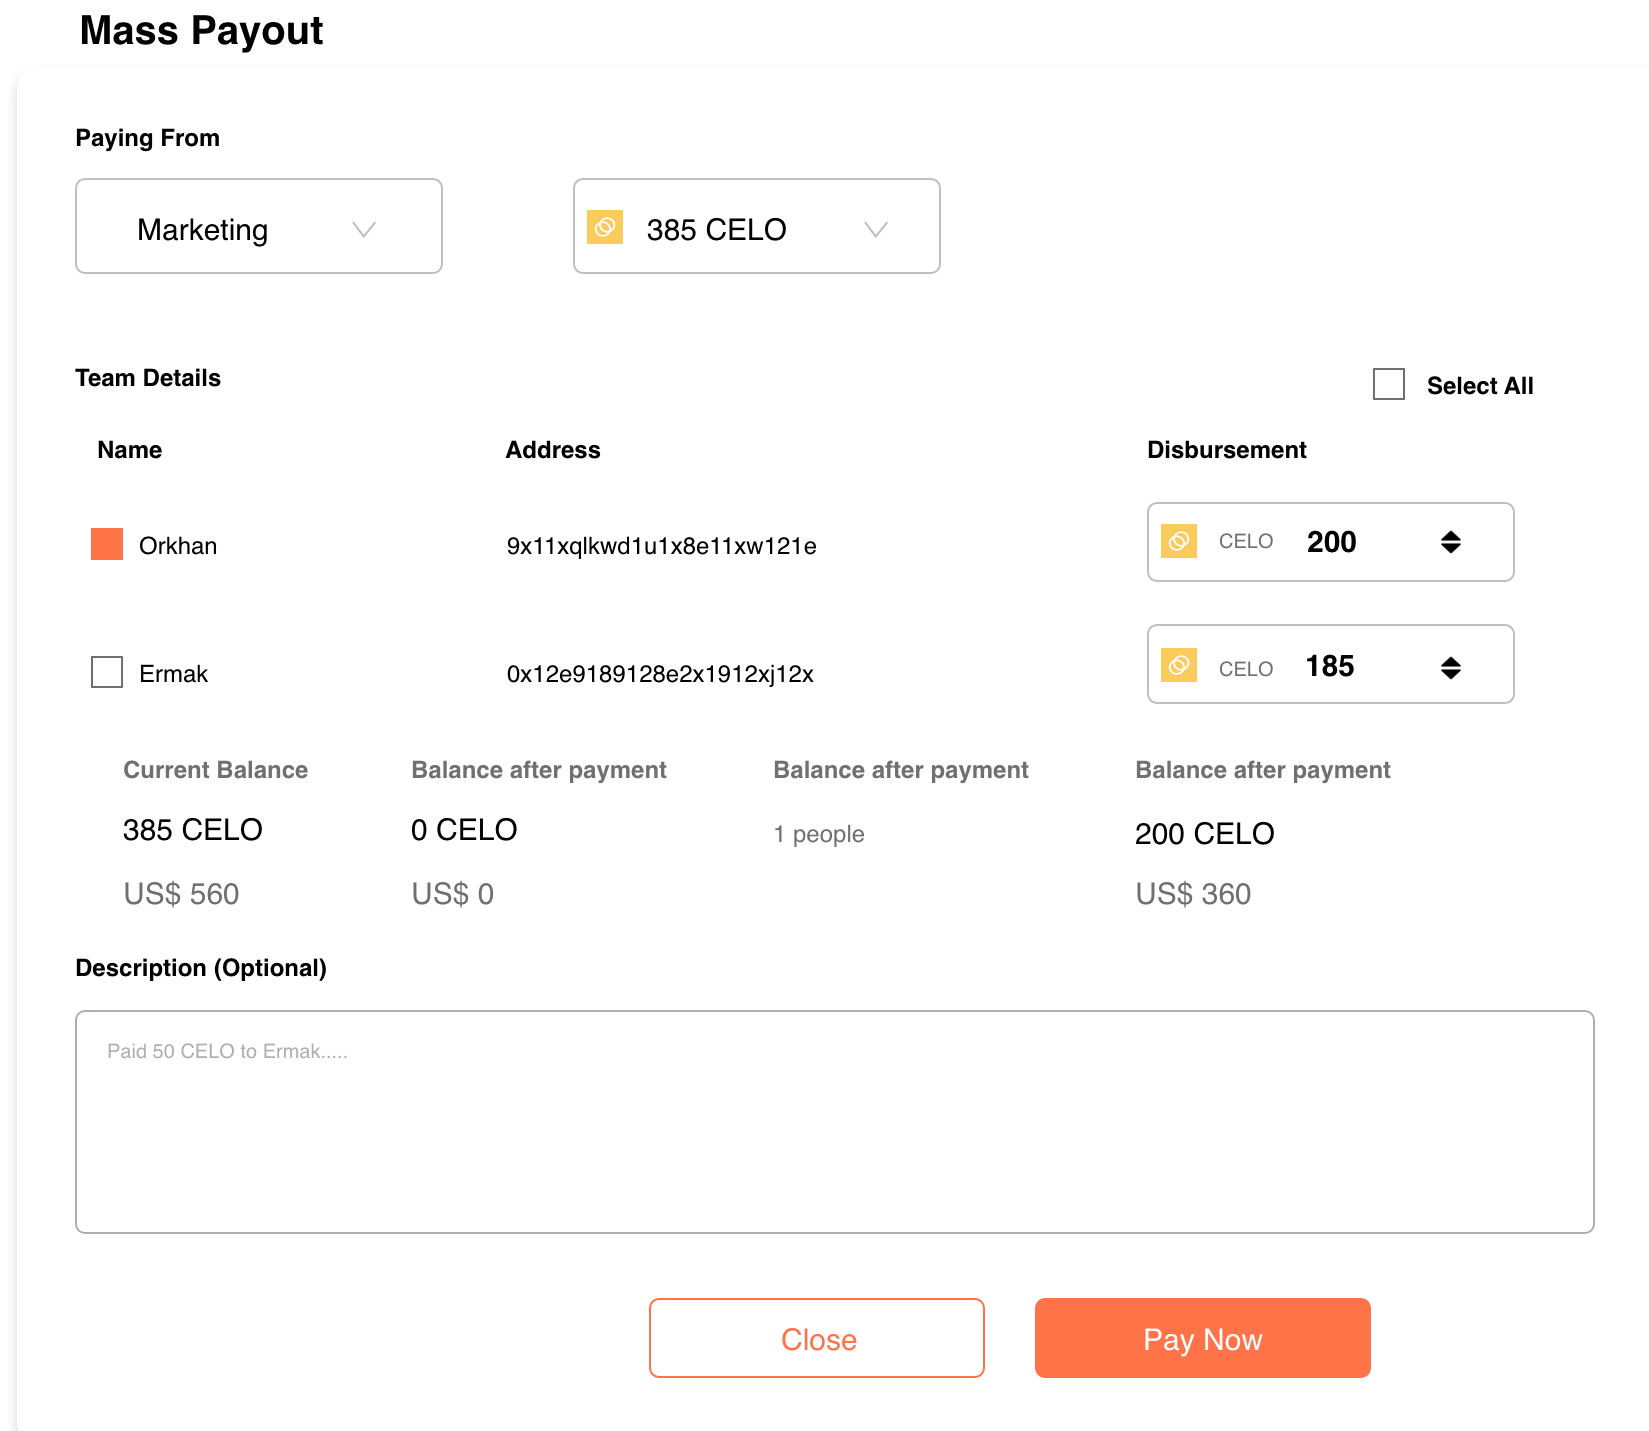 Mass Payout
Paying From
Marketing
385 CELO
Team Details
Select All
Name Address Disbursement
Orkhan 9x11xqlkwd1u1x8e11xw121e CELO 200
Ermak 0x12e9189128e2x1912xj12x CELO 185
Current Balance Balance after payment Balance after payment Balance after payment
385 CELO 0 CELO 1 people 200 CELO
US$ 560 US$ 0 US$ 360
Description (Optional)
Paid 50 CELO to Ermak.....
Close Pay Now